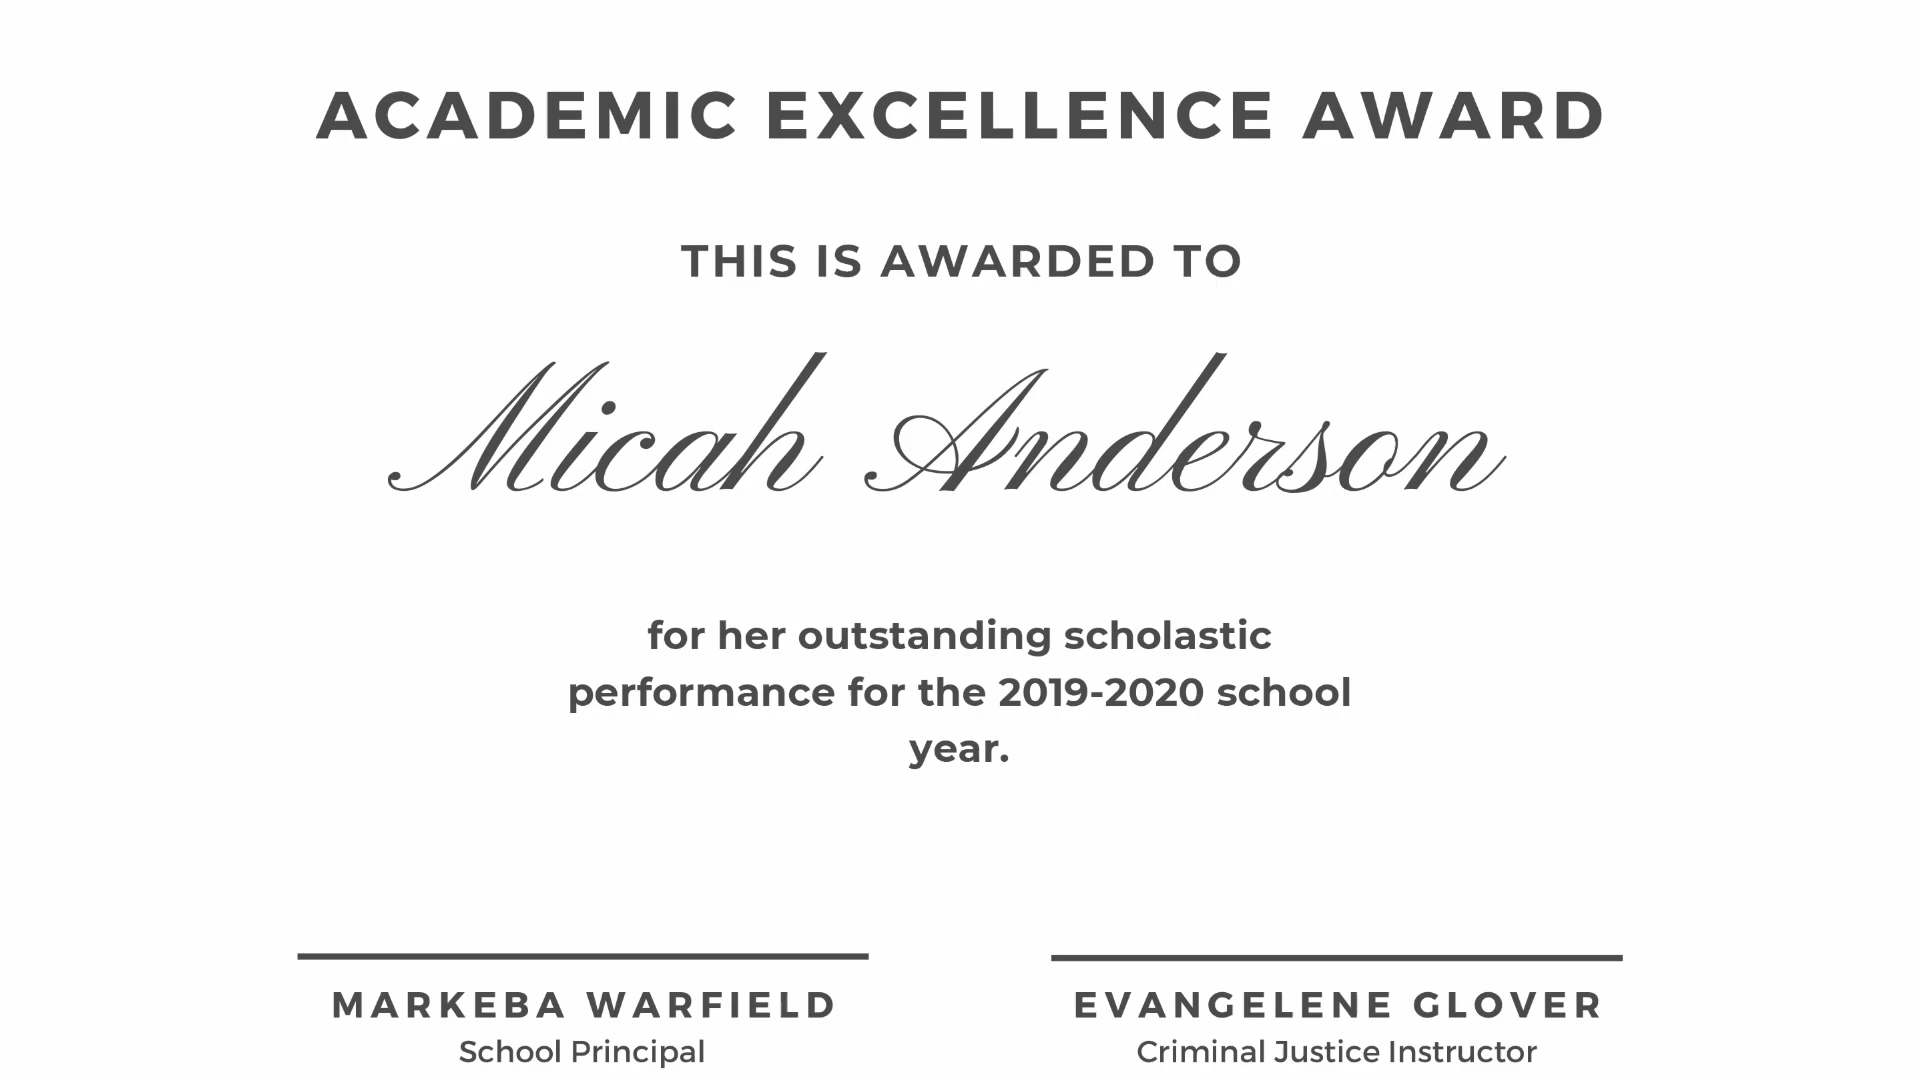 ACADEMIC EXCELLENCE AWARD
THIS IS AWARDED TO
Micah Anderson
for her outstanding scholastic
performance for the 2019-2020 school
year.
MARKEBA WARFIELD
School Principal
EVANGELENE GLOVER
Criminal Justice Instructor